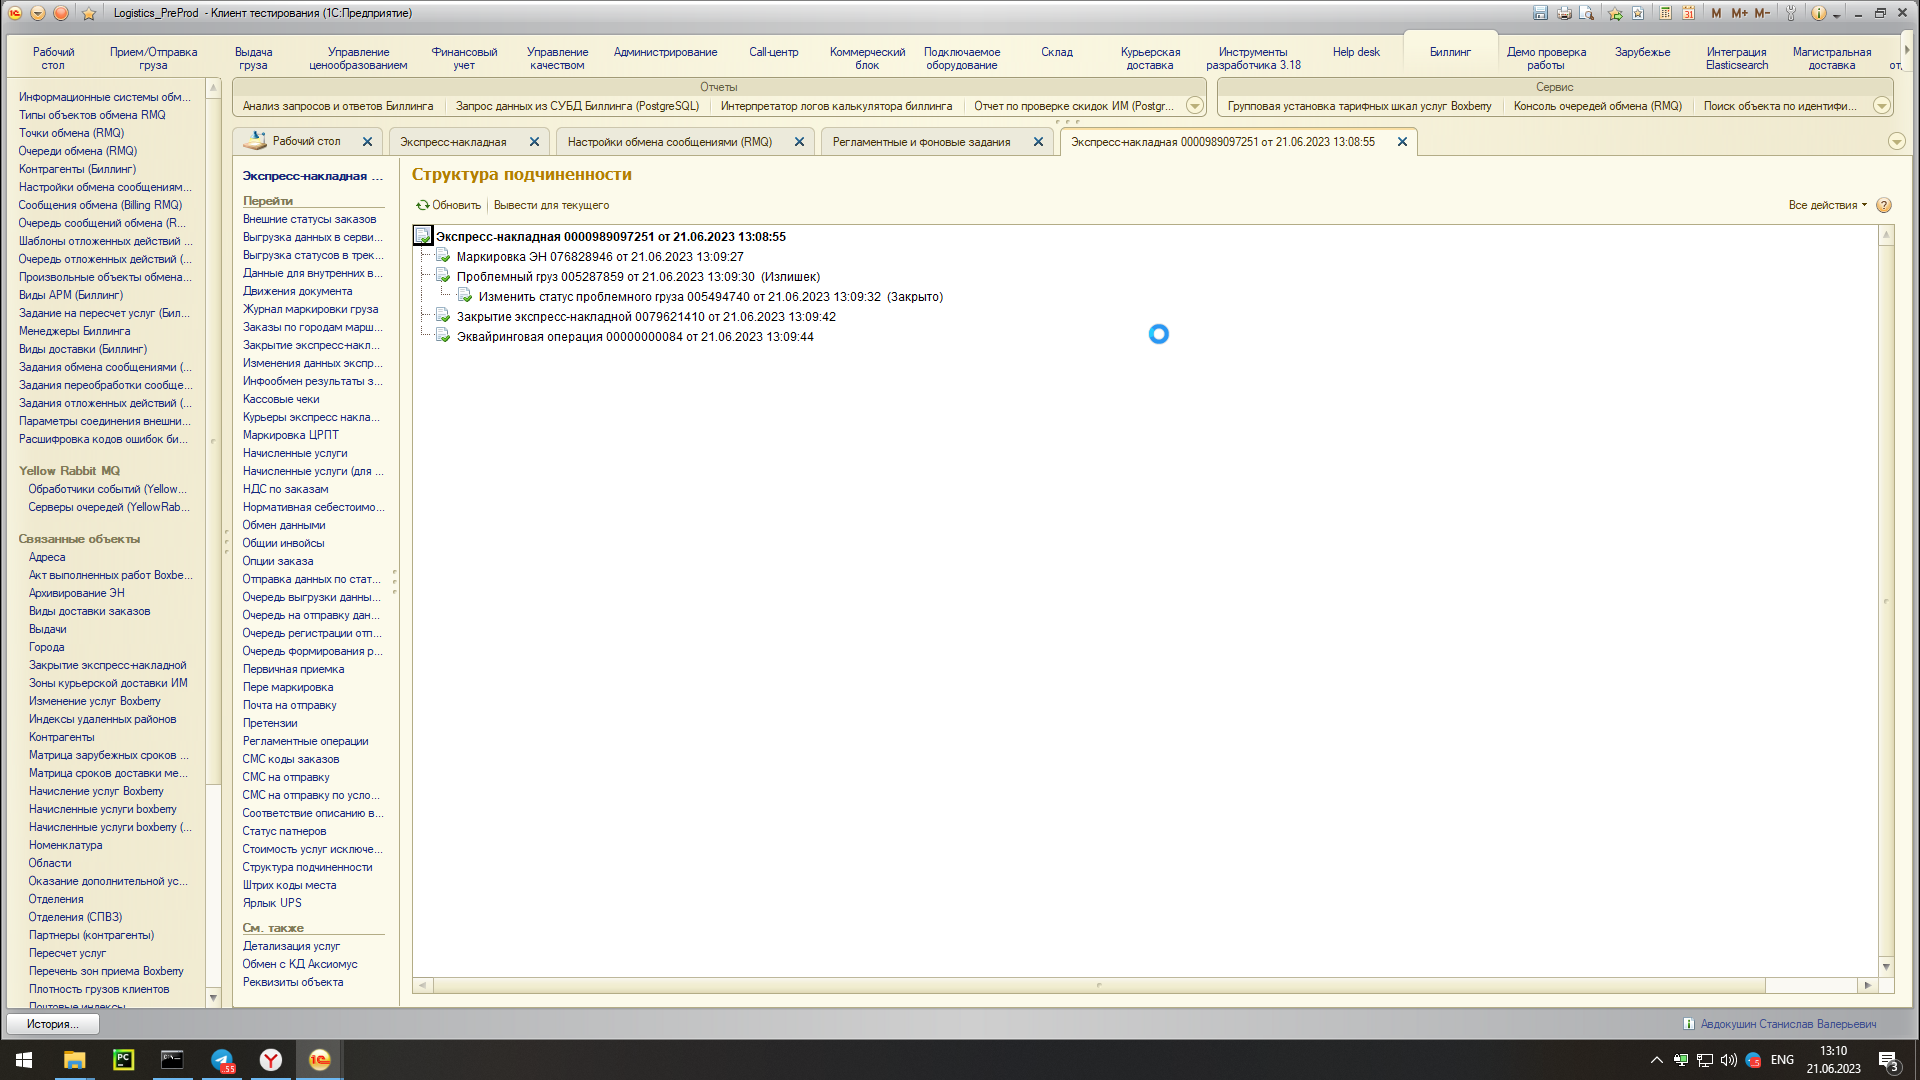 Logistics_PreProd - Клиент тестирования (1С:Предприятие)
M M+ M-
Рабочий стол
Прием/Отправка груза
Выдача груза
Управление ценообразованием
Финансовый учет
Управление качеством
Администрирование
Call-центр
Коммерческий блок
Подключаемое оборудование
Склад
Курьерская доставка
Инструменты разработчика 3.18
Help desk
Биллинг
Демо проверка работы
Зарубежье
Интеграция Elasticsearch
Магистральная доставка
от,
Отчеты
Анализ запросов и ответов Биллинга
Запрос данных из СУБД Биллинга (PostgreSQL)
Интерпретатор логов калькулятора биллинга
Отчет по проверке скидок ИМ (Postgr...
Сервис
Групповая установка тарифных шкал услуг Boxberry
Консоль очередей обмена (RMQ)
Поиск объекта по идентифи...
Рабочий стол
Экспресс-накладная
Настройки обмена сообщениями (RMQ)
Регламентные и фоновые задания
Экспресс-накладная 0000989097251 от 21.06.2023 13:08:55
Информационные системы обм...
Типы объектов обмена RMQ
Точки обмена (RMQ)
Очереди обмена (RMQ)
Контрагенты (Биллинг)
Настройки обмена сообщениям...
Сообщения обмена (Billing RMQ)
Очередь сообщений обмена (R...
Шаблоны отложенных действий ...
Очередь отложенных действий (...
Произвольные объекты обмена...
Виды АРМ (Биллинг)
Задание на пересчет услуг (Бил...
Менеджеры Биллинга
Виды доставки (Биллинг)
Задания обмена сообщениями (...
Задания переобработки сообще...
Задания отложенных действий (...
Параметры соединения внешни...
Расшифровка кодов ошибок би...
Yellow Rabbit MQ
Обработчики событий (Yellow...
Серверы очередей (YellowRab...
Связанные объекты
Адреса
Акт выполненных работ Boxbe...
Архивирование ЭН
Виды доставки заказов
Выдачи
Города
Закрытие экспресс-накладной
Зоны курьерской доставки ИМ
Изменение услуг Boxberry
Индексы удаленных районов
Контрагенты
Матрица зарубежных сроков ...
Матрица сроков доставки ме...
Начисление услуг Boxberry
Начисленные услуги boxberry
Начисленные услуги boxberry (...
Номенклатура
Области
Оказание дополнительной ус...
Отделения
Отделения (СПВЗ)
Партнеры (контрагенты)
Пересчет услуг
Перечень зон приема Boxberry
Плотность грузов клиентов
Почтовые индексы
Экспресс-накладная ...
Перейти
Внешние статусы заказов
Выгрузка данных в серви...
Выгрузка статусов в трек...
Данные для внутренних в...
Движения документа
Журнал маркировки груза
Заказы по городам марш...
Закрытие экспресс-накл...
Изменения данных экспр...
Инфообмен результаты з...
Кассовые чеки
Курьеры экспресс накла...
Маркировка ЦРПТ
Начисленные услуги
Начисленные услуги (для ...
НДС по заказам
Нормативная себестоимо...
Обмен данными
Общии инвойсы
Опции заказа
Отправка данных по стат...
Очередь выгрузки данны...
Очередь на отправку дан...
Очередь регистрации отп...
Очередь формирования р...
Первичная приемка
Пере маркировка
Почта на отправку
Претензии
Регламентные операции
СМС коды заказов
СМС на отправку
СМС на отправку по усло...
Соответствие описанию в...
Статус патнеров
Стоимость услуг исключе...
Структура подчиненности
Штрих коды места
Ярлык UPS
См. также
Детализация услуг
Обмен с КД Аксиомус
Реквизиты объекта
Структура подчиненности
Обновить
Вывести для текущего
Все действия
Экспресс-накладная 0000989097251 от 21.06.2023 13:08:55
Маркировка ЭН 076828946 от 21.06.2023 13:09:27
Проблемный груз 005287859 от 21.06.2023 13:09:30 (Излишек)
Изменить статус проблемного груза 005494740 от 21.06.2023 13:09:32 (Закрыто)
Закрытие экспресс-накладной 0079621410 от 21.06.2023 13:09:42
Эквайринговая операция 00000000084 от 21.06.2023 13:09:44
История...
Авдокушин Станислав Валерьевич
ENG
13:10
21.06.2023
3